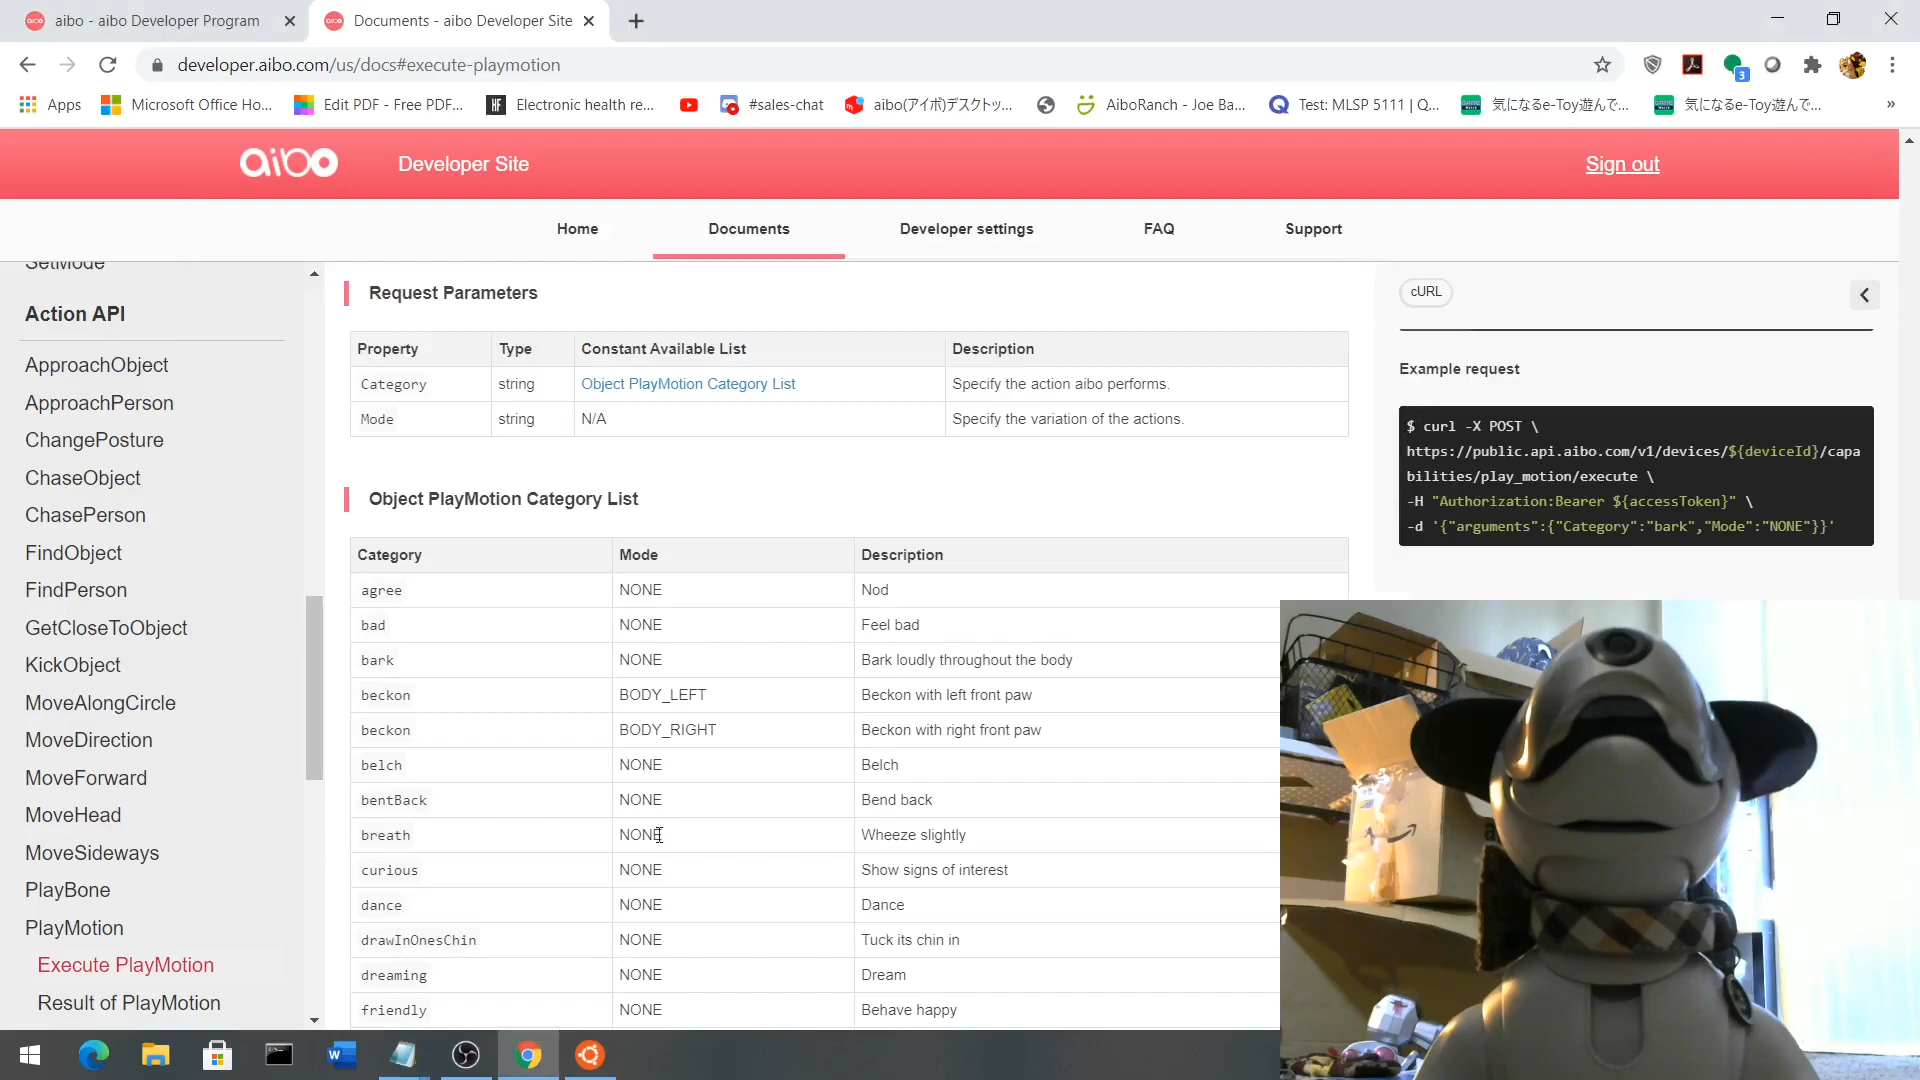 aibo - aibo Developer Program
Documents - aibo Developer Site
developer.aibo.com/us/docs#execute-playmotion
3
Apps
Microsoft Office Ho...
Edit PDF - Free PDF...
HF
Electronic health re...
#sales-chat
aibo(アイボ)デスクトッ...
AiboRanch - Joe Ba...
Test: MLSP 5111 | Q...
気になるe-Toy遊んで...
気になるe-Toy遊んで...
»
aibo
Developer Site
Sign out
Home
Documents
Developer settings
FAQ
Support
SetMode
Action API
ApproachObject
ApproachPerson
ChangePosture
ChaseObject
ChasePerson
FindObject
FindPerson
GetCloseToObject
KickObject
MoveAlongCircle
MoveDirection
MoveForward
MoveHead
MoveSideways
PlayBone
PlayMotion
Execute PlayMotion
Result of PlayMotion
Request Parameters
Property Type Constant Available List Description
Category string Object PlayMotion Category List Specify the action aibo performs.
Mode string N/A Specify the variation of the actions.
Object PlayMotion Category List
Category Mode Description
agree NONE Nod
bad NONE Feel bad
bark NONE Bark loudly throughout the body
beckon BODY_LEFT Beckon with left front paw
beckon BODY_RIGHT Beckon with right front paw
belch NONE Belch
bentBack NONE Bend back
breath NONE Wheeze slightly
curious NONE Show signs of interest
dance NONE Dance
drawInOnesChin NONE Tuck its chin in
dreaming NONE Dream
friendly NONE Behave happy
cURL
Example request
$ curl -X POST \
https://public.api.aibo.com/v1/devices/${deviceId}/capa
bilities/play_motion/execute \
-H "Authorization:Bearer ${accessToken}" \
-d '{"arguments":{"Category":"bark","Mode":"NONE"}}'